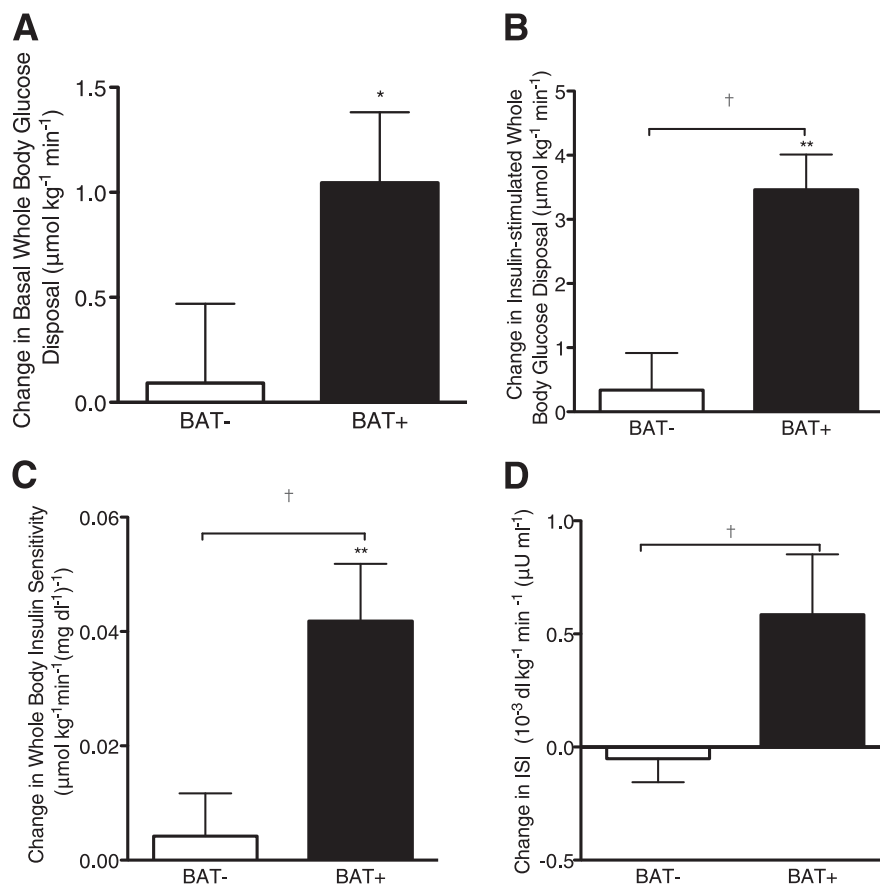 A
Change in Basal Whole Body Glucose
Disposal (µmol kg⁻¹ min⁻¹)
1.5
1.0
0.5
0.0
*
BAT-
BAT+
B
Change in Insulin-stimulated Whole
Body Glucose Disposal (µmol kg⁻¹ min⁻¹)
5
4
3
2
1
0
†
**
BAT-
BAT+
C
Change in Whole Body Insulin Sensitivity
(µmol kg⁻¹min⁻¹(mg dl⁻¹)⁻¹)
0.06
0.04
0.02
0.00
†
**
BAT-
BAT+
D
Change in ISI (10⁻³ dl kg⁻¹ min ⁻¹ (µU ml⁻¹)
1.0
0.5
0.0
-0.5
†
BAT-
BAT+